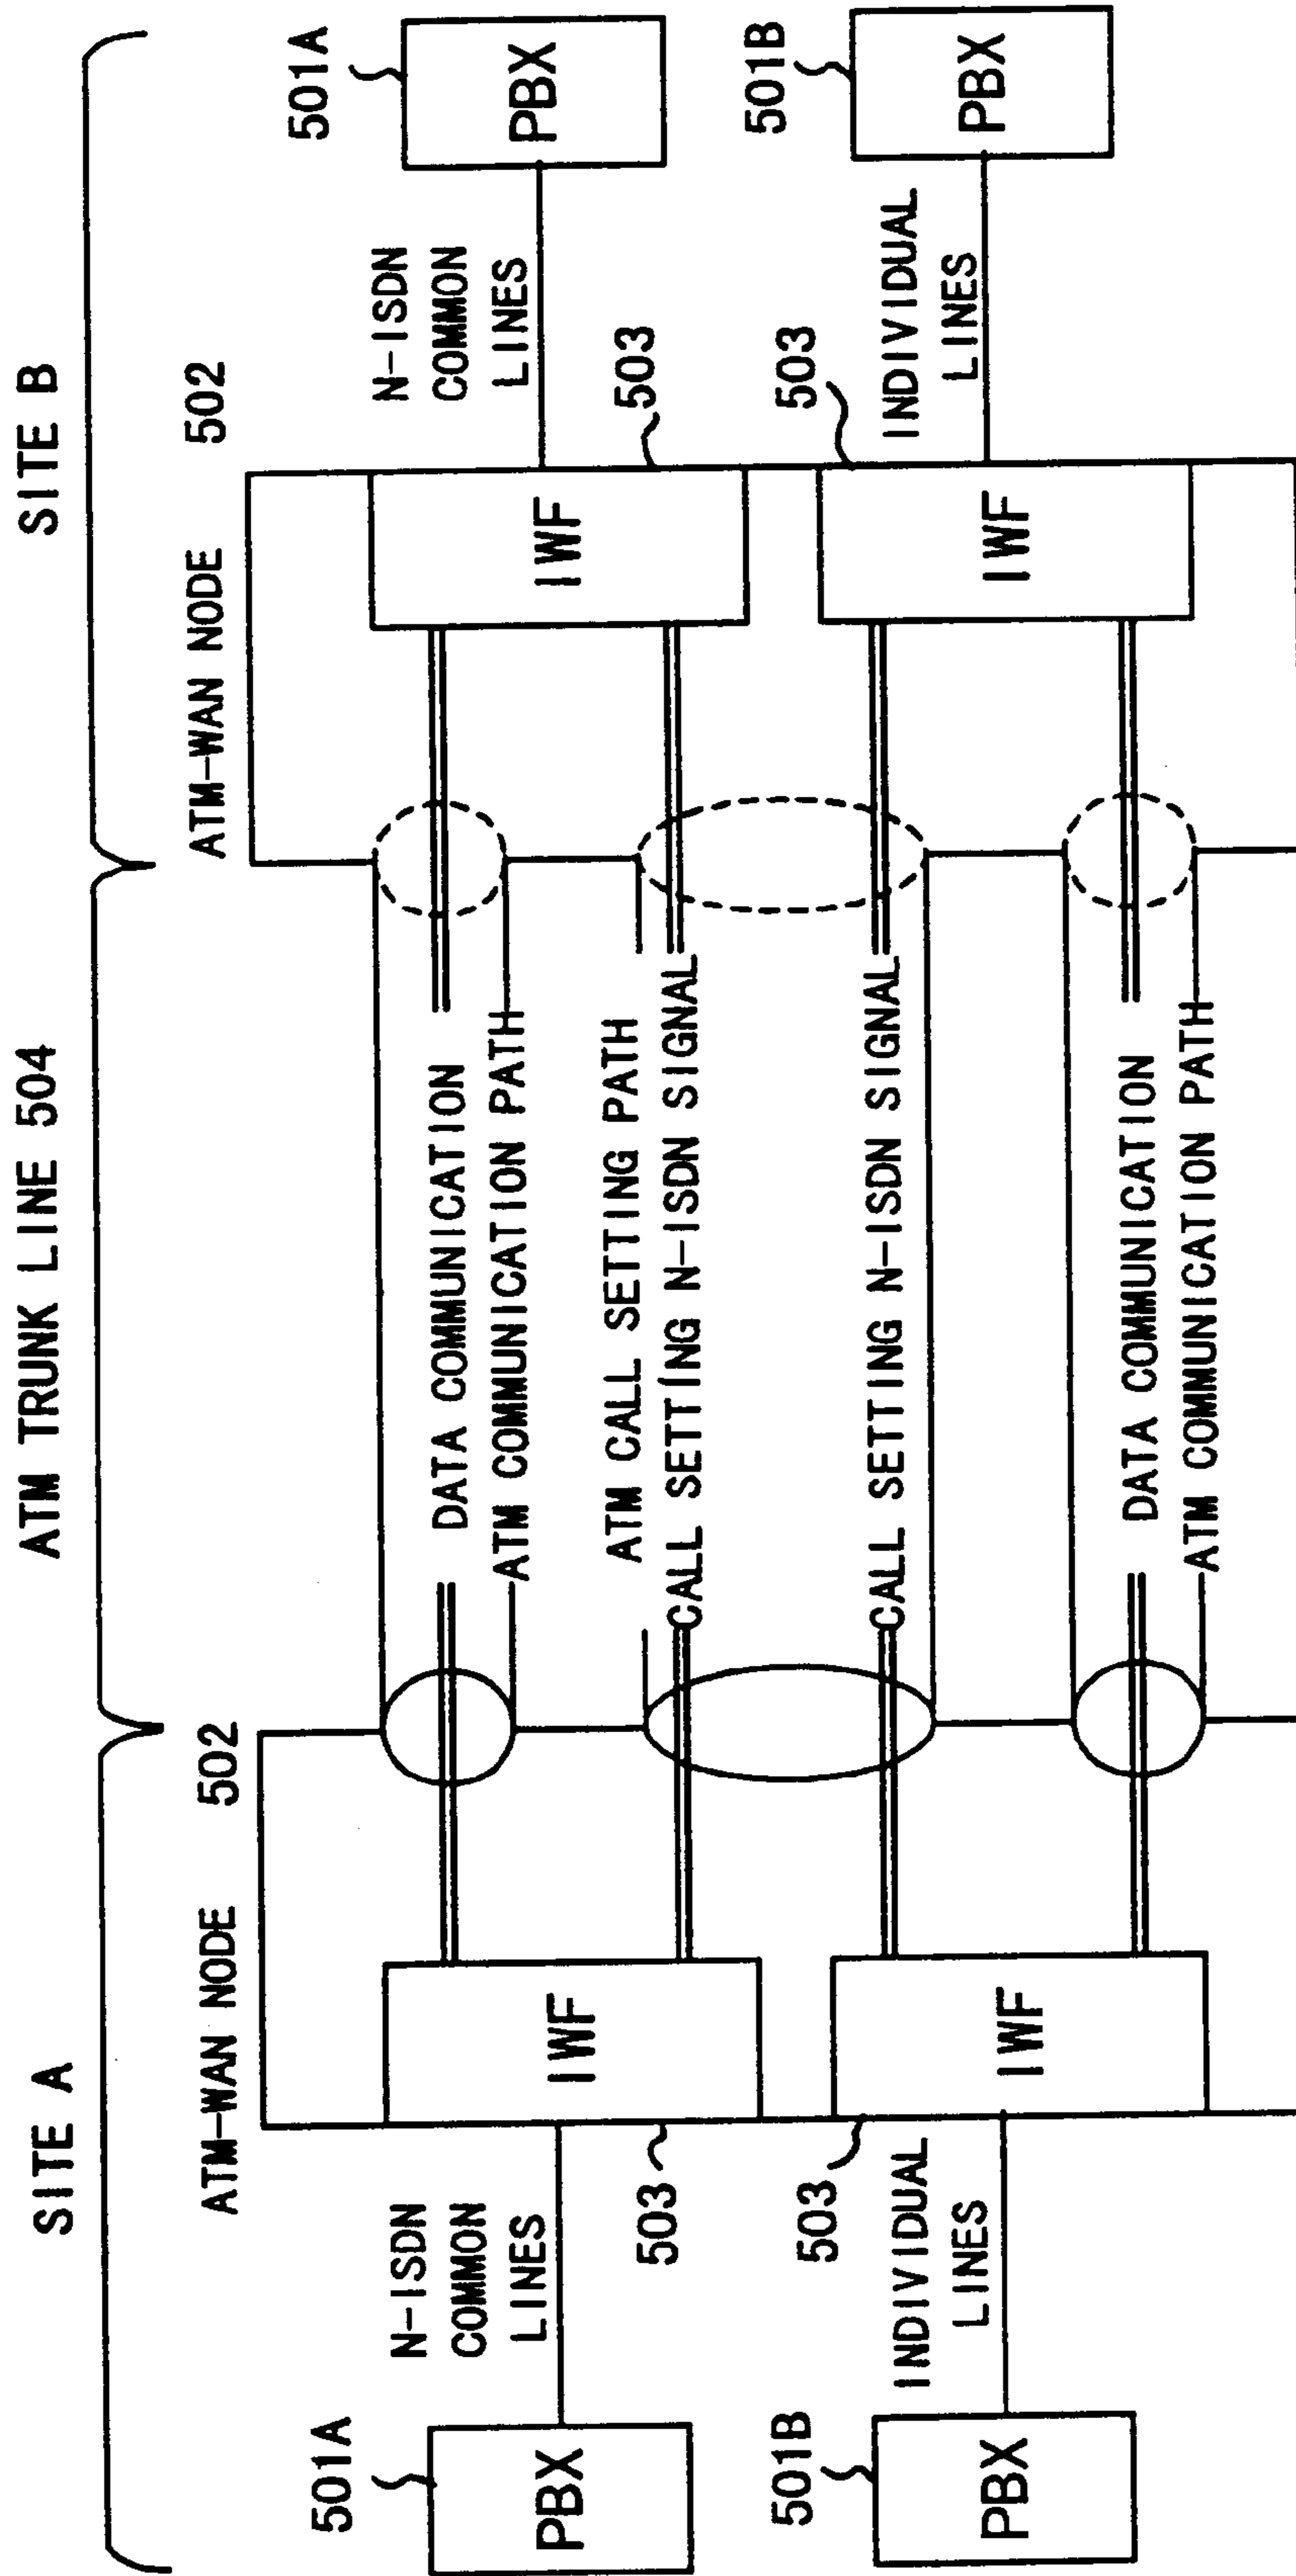 SITE A
ATM TRUNK LINE 504
SITE B
ATM-WAN NODE 502
ATM-WAN NODE 502
501A
PBX
N-ISDN
COMMON
LINES
503
IWF
DATA COMMUNICATION
ATM COMMUNICATION PATH
ATM CALL SETTING PATH
CALL SETTING N-ISDN SIGNAL
IWF
503
N-ISDN
COMMON
LINES
501A
PBX
501B
PBX
INDIVIDUAL
LINES
503
IWF
CALL SETTING N-ISDN SIGNAL
DATA COMMUNICATION
ATM COMMUNICATION PATH
IWF
503
INDIVIDUAL
LINES
501B
PBX